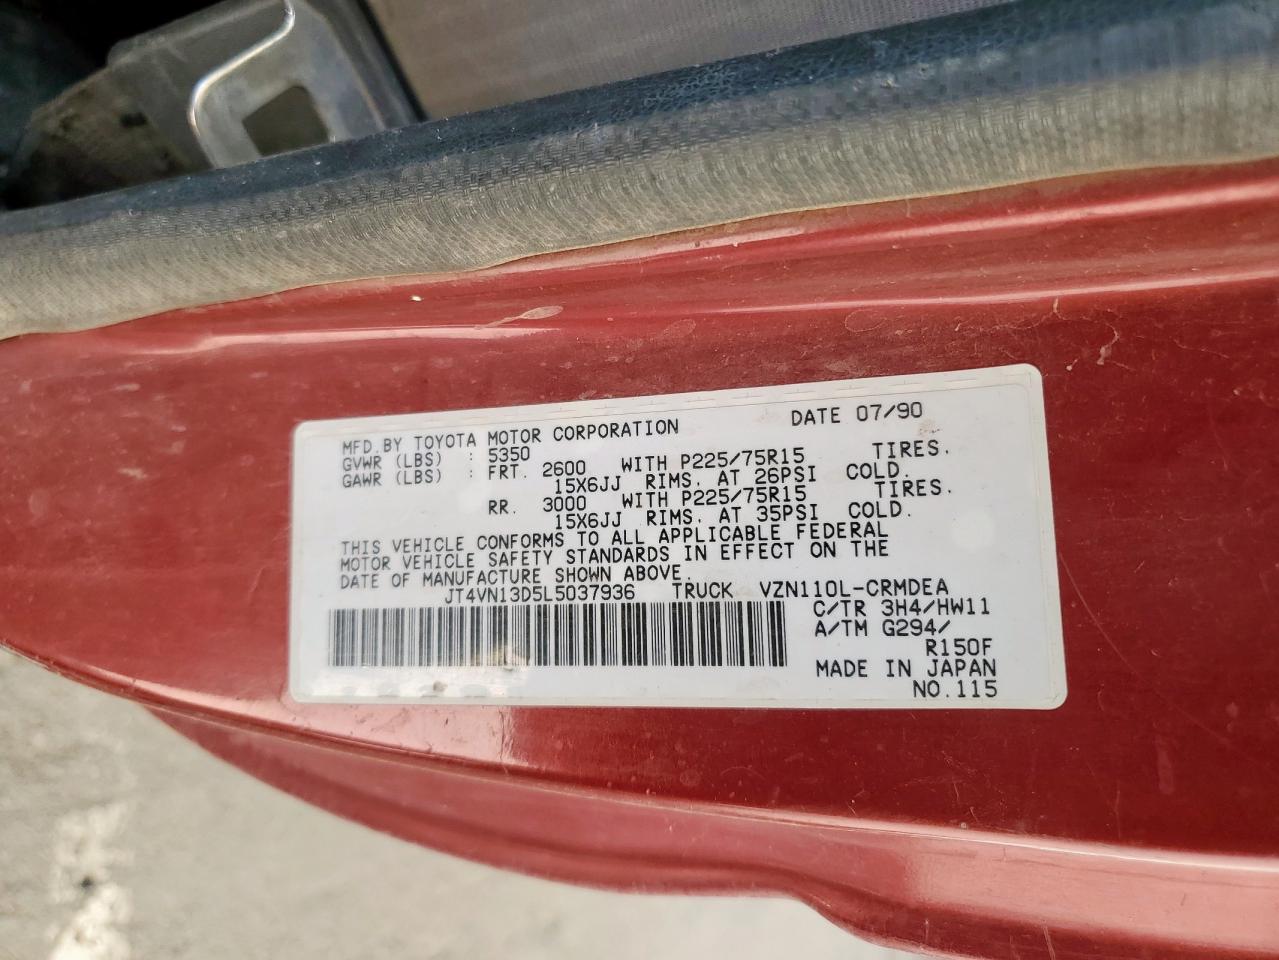 MFD. BY TOYOTA MOTOR CORPORATION DATE 07/90
GVWR (LBS) : 5350
GAWR (LBS) : FRT. 2600 WITH P225/75R15 TIRES.
15X6JJ RIMS. AT 26PSI COLD.
RR. 3000 WITH P225/75R15 TIRES.
15X6JJ RIMS. AT 35PSI COLD.
THIS VEHICLE CONFORMS TO ALL APPLICABLE FEDERAL
MOTOR VEHICLE SAFETY STANDARDS IN EFFECT ON THE
DATE OF MANUFACTURE SHOWN ABOVE.
JT4VN13D5L5037936 TRUCK VZN110L-CRMDEA
C/TR 3H4/HW11
A/TM G294/
R150F
MADE IN JAPAN
NO.115